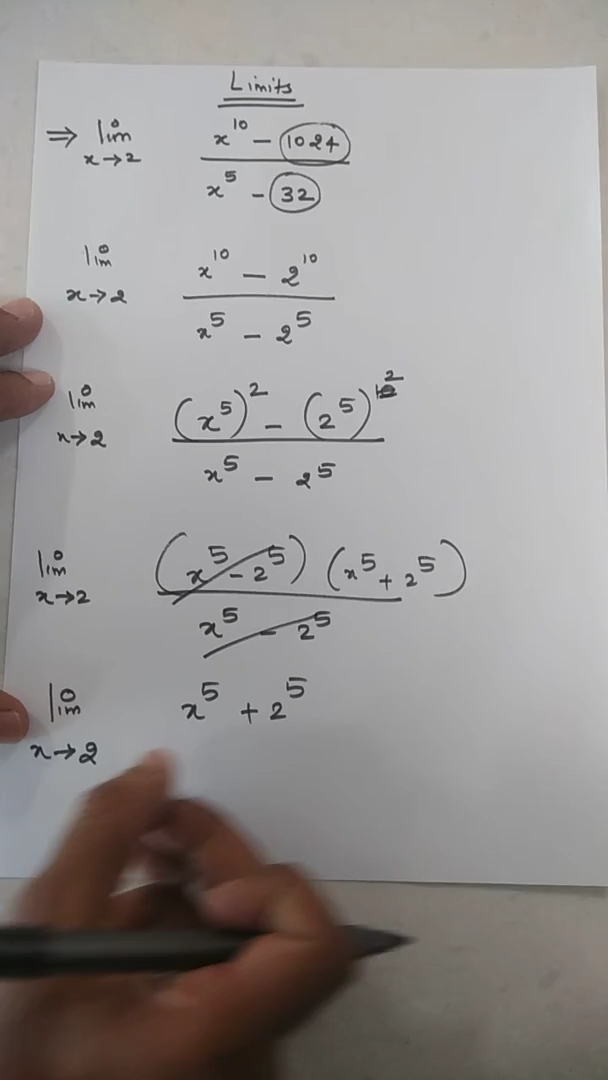 Limits
⇒ lim x→2 (x^10 - 1024) / (x^5 - 32)
lim x→2 (x^10 - 2^10) / (x^5 - 2^5)
lim x→2 ((x^5)^2 - (2^5)^2) / (x^5 - 2^5)
lim x→2 (x^5 - 2^5) (x^5 + 2^5) / (x^5 - 2^5)
lim x→2 x^5 + 2^5